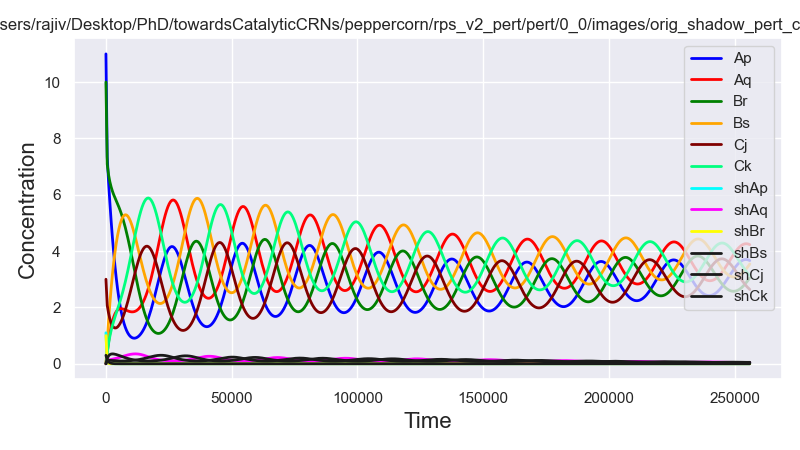 sers/rajiv/Desktop/PhD/towardsCatalyticCRNs/peppercorn/rps_v2_pert/pert/0_0/images/orig_shadow_pert_c
Concentration
10
8
6
4
2
0
0
50000
100000
150000
200000
250000
Time
Ap
Aq
Br
Bs
Cj
Ck
shAp
shAq
shBr
shBs
shCj
shCk